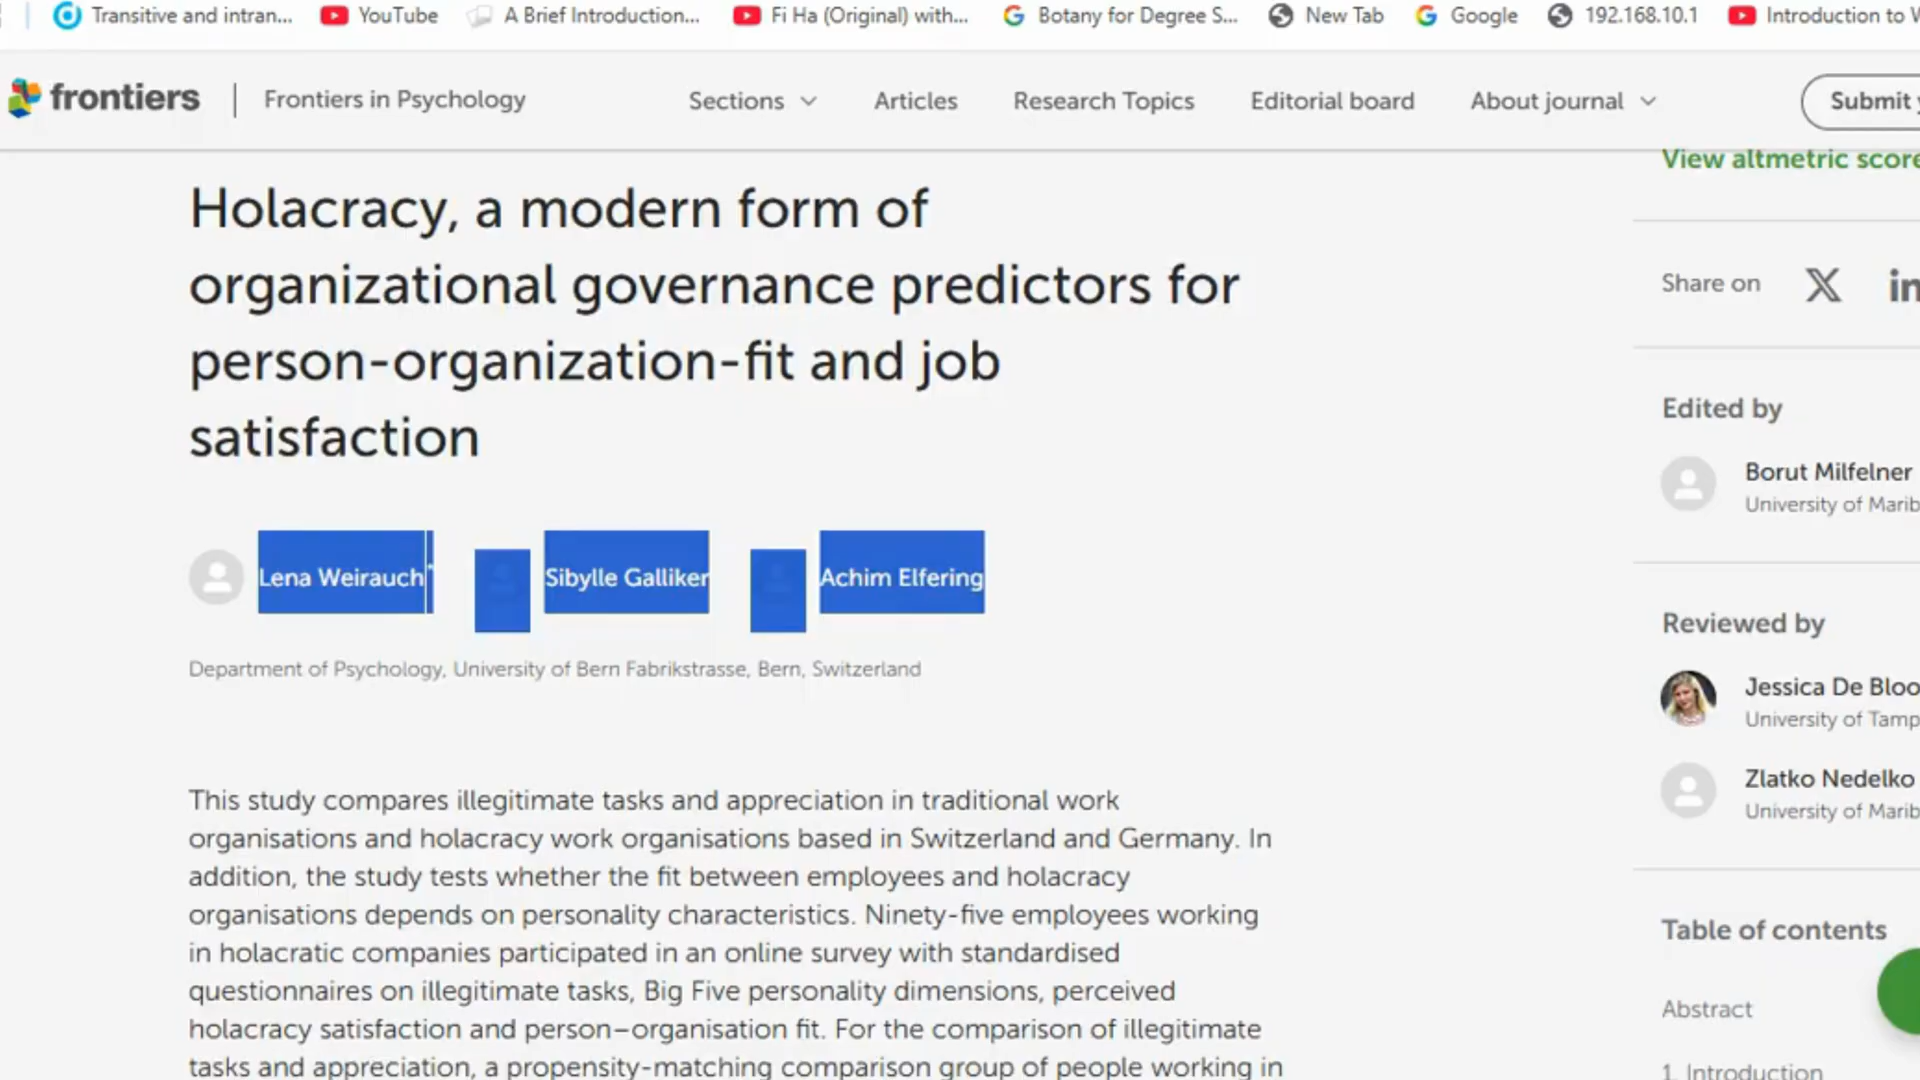 Transitive and intran... YouTube A Brief Introduction... Fi Ha (Original) with... Botany for Degree S... New Tab Google 192.168.10.1 Introduction to
frontiers Frontiers in Psychology Sections Articles Research Topics Editorial board About journal Submit
View altmetric score
Holacracy, a modern form of
organizational governance predictors for
person-organization-fit and job
satisfaction
Share on
Edited by
Borut Milfelner
University of
Lena Weirauch* Sibylle Galliker Achim Elfering
Department of Psychology, University of Bern Fabrikstrasse, Bern, Switzerland
Reviewed by
Jessica De
University of
Zlatko Nedelko
University of
This study compares illegitimate tasks and appreciation in traditional work
organisations and holacracy work organisations based in Switzerland and Germany. In
addition, the study tests whether the fit between employees and holacracy
organisations depends on personality characteristics. Ninety-five employees working
in holacratic companies participated in an online survey with standardised
questionnaires on illegitimate tasks, Big Five personality dimensions, perceived
holacracy satisfaction and person–organisation fit. For the comparison of illegitimate
tasks and appreciation, a propensity-matching comparison group of people working in
Table of contents
Abstract
1. Introduction